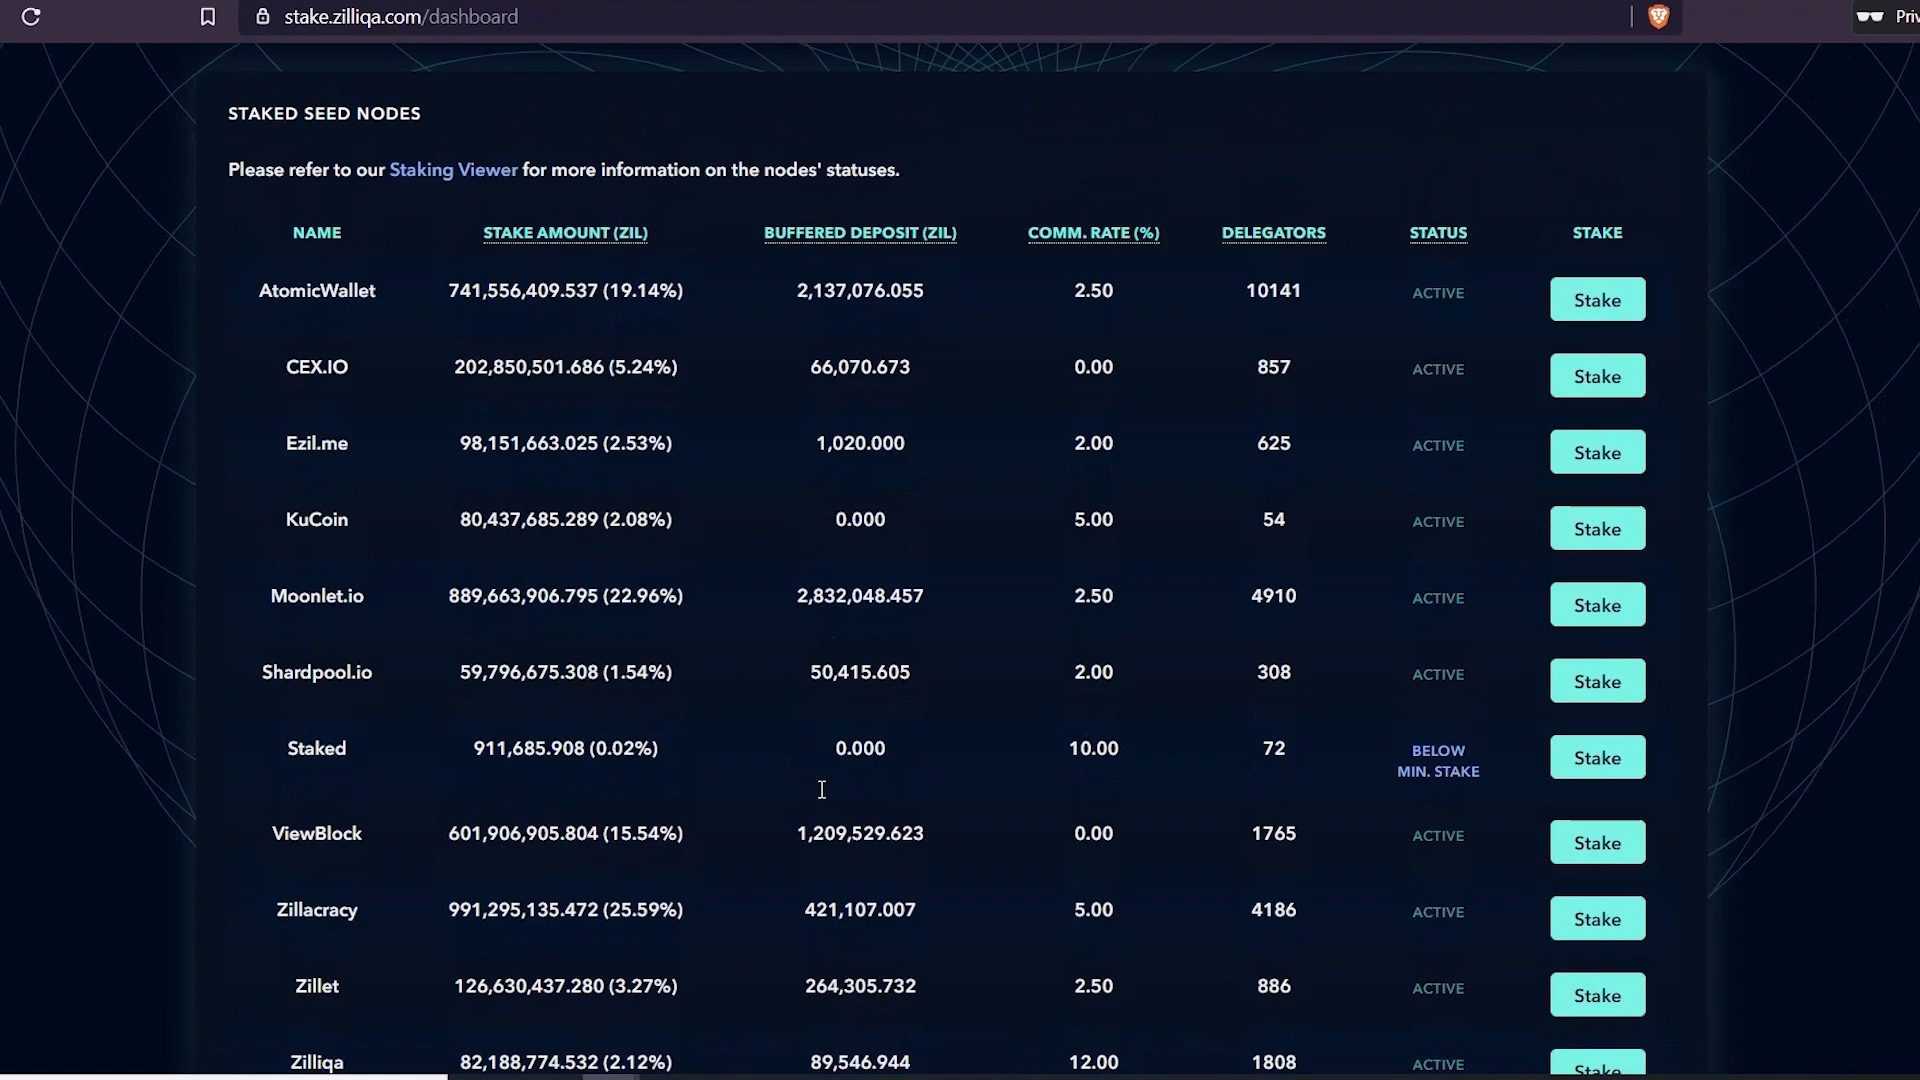 stake.zilliqa.com/dashboard
Priv
STAKED SEED NODES
Please refer to our Staking Viewer for more information on the nodes' statuses.
NAME STAKE AMOUNT (ZIL) BUFFERED DEPOSIT (ZIL) COMM. RATE (%) DELEGATORS STATUS STAKE
AtomicWallet 741,556,409.537 (19.14%) 2,137,076.055 2.50 10141 ACTIVE Stake
CEX.IO 202,850,501.686 (5.24%) 66,070.673 0.00 857 ACTIVE Stake
Ezil.me 98,151,663.025 (2.53%) 1,020.000 2.00 625 ACTIVE Stake
KuCoin 80,437,685.289 (2.08%) 0.000 5.00 54 ACTIVE Stake
Moonlet.io 889,663,906.795 (22.96%) 2,832,048.457 2.50 4910 ACTIVE Stake
Shardpool.io 59,796,675.308 (1.54%) 50,415.605 2.00 308 ACTIVE Stake
Staked 911,685.908 (0.02%) 0.000 10.00 72 BELOW MIN. STAKE Stake
ViewBlock 601,906,905.804 (15.54%) 1,209,529.623 0.00 1765 ACTIVE Stake
Zillacracy 991,295,135.472 (25.59%) 421,107.007 5.00 4186 ACTIVE Stake
Zillet 126,630,437.280 (3.27%) 264,305.732 2.50 886 ACTIVE Stake
Zilliqa 82,188,774.532 (2.12%) 89,546.944 12.00 1808 ACTIVE Stake